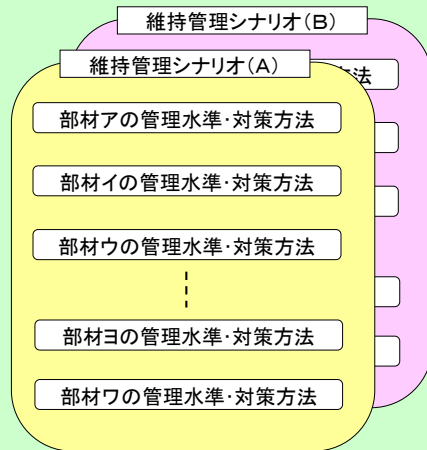 維持管理シナリオ（Ｂ）
維持管理シナリオ（Ａ）
方法
部材アの管理水準・対策方法
部材イの管理水準・対策方法
部材ウの管理水準・対策方法
部材ヨの管理水準・対策方法
部材ワの管理水準・対策方法